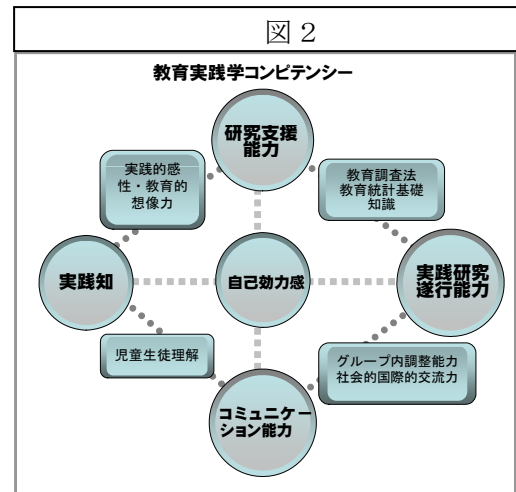 図２
教育実践学コンピテンシー
研究支援
能力
実践的感
性・教育的
想像力
教育調査法
教育統計基礎
知識
実践知
自己効力感
実践研究
遂行能力
児童生徒理解
グループ内調整能力
社会的国際的交流力
コミュニケー
ション能力